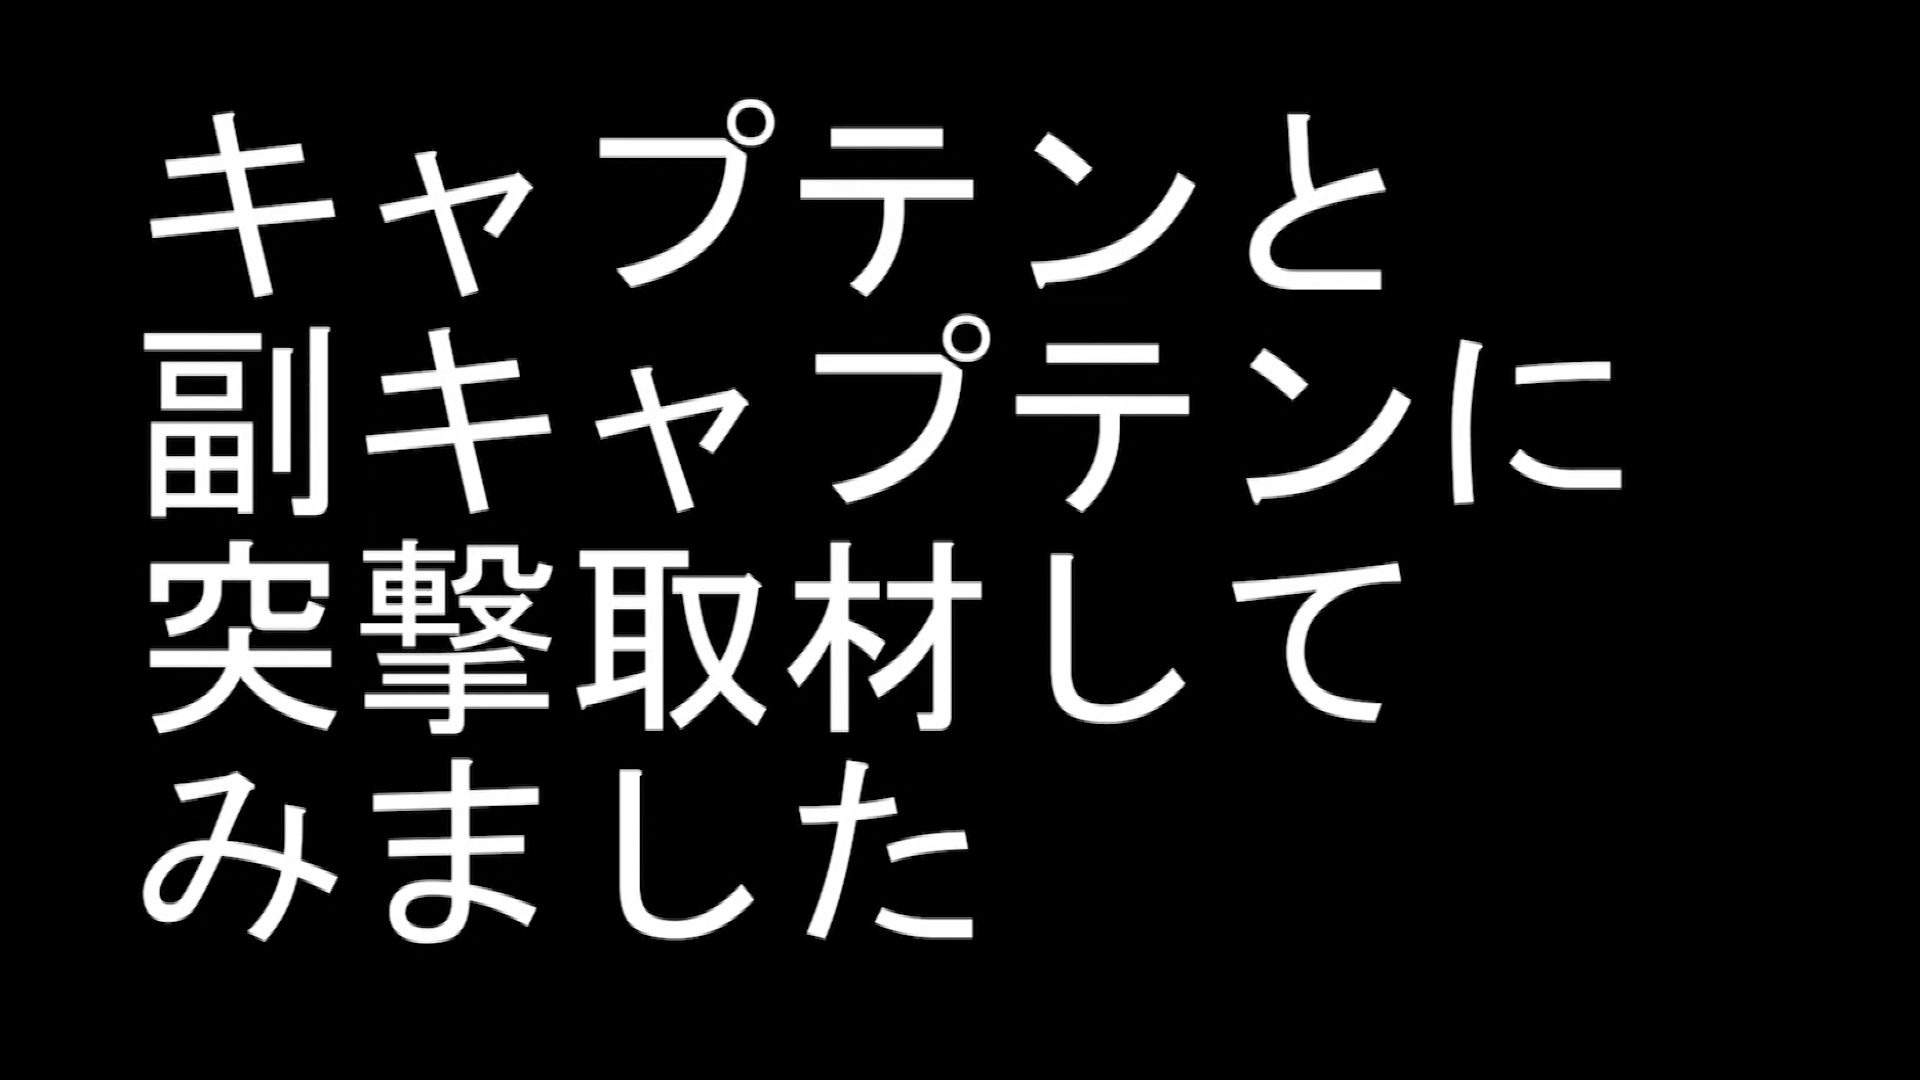 キャプテンと
副キャプテンに
突撃取材して
みました